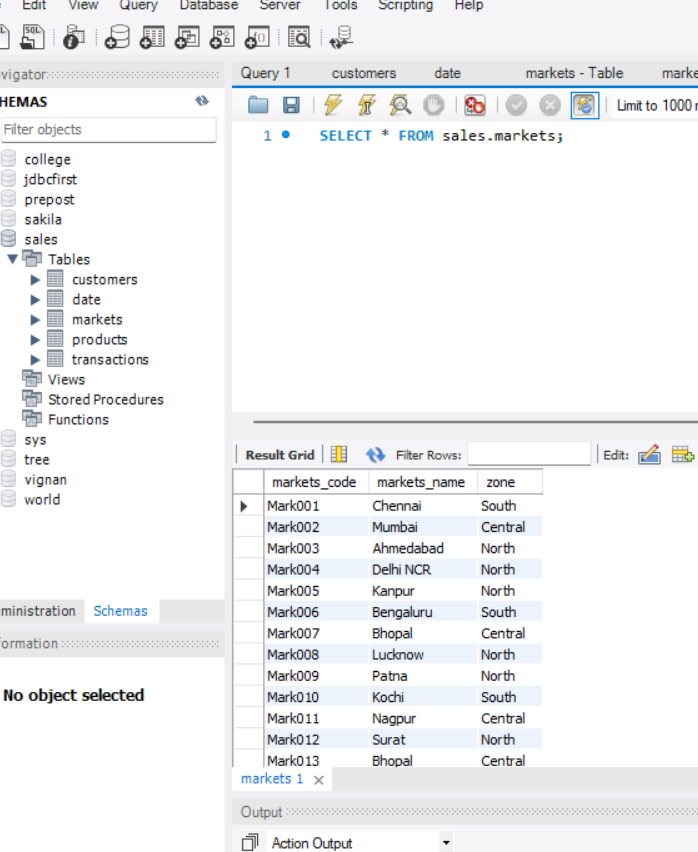 Edit View Query Database Server Tools Scripting Help
SQL
vigator
HEMAS
Filter objects
college
jdbcfirst
prepost
sakila
sales
Tables
customers
date
markets
products
transactions
Views
Stored Procedures
Functions
sys
tree
vignan
world
ministration Schemas
formation
No object selected
Query 1 customers date markets - Table marke
Limit to 1000 r
1 SELECT * FROM sales.markets;
Result Grid Filter Rows: Edit:
markets_code markets_name zone
Mark001 Chennai South
Mark002 Mumbai Central
Mark003 Ahmedabad North
Mark004 Delhi NCR North
Mark005 Kanpur North
Mark006 Bengaluru South
Mark007 Bhopal Central
Mark008 Lucknow North
Mark009 Patna North
Mark010 Kochi South
Mark011 Nagpur Central
Mark012 Surat North
Mark013 Bhopal Central
markets 1
Output
Action Output